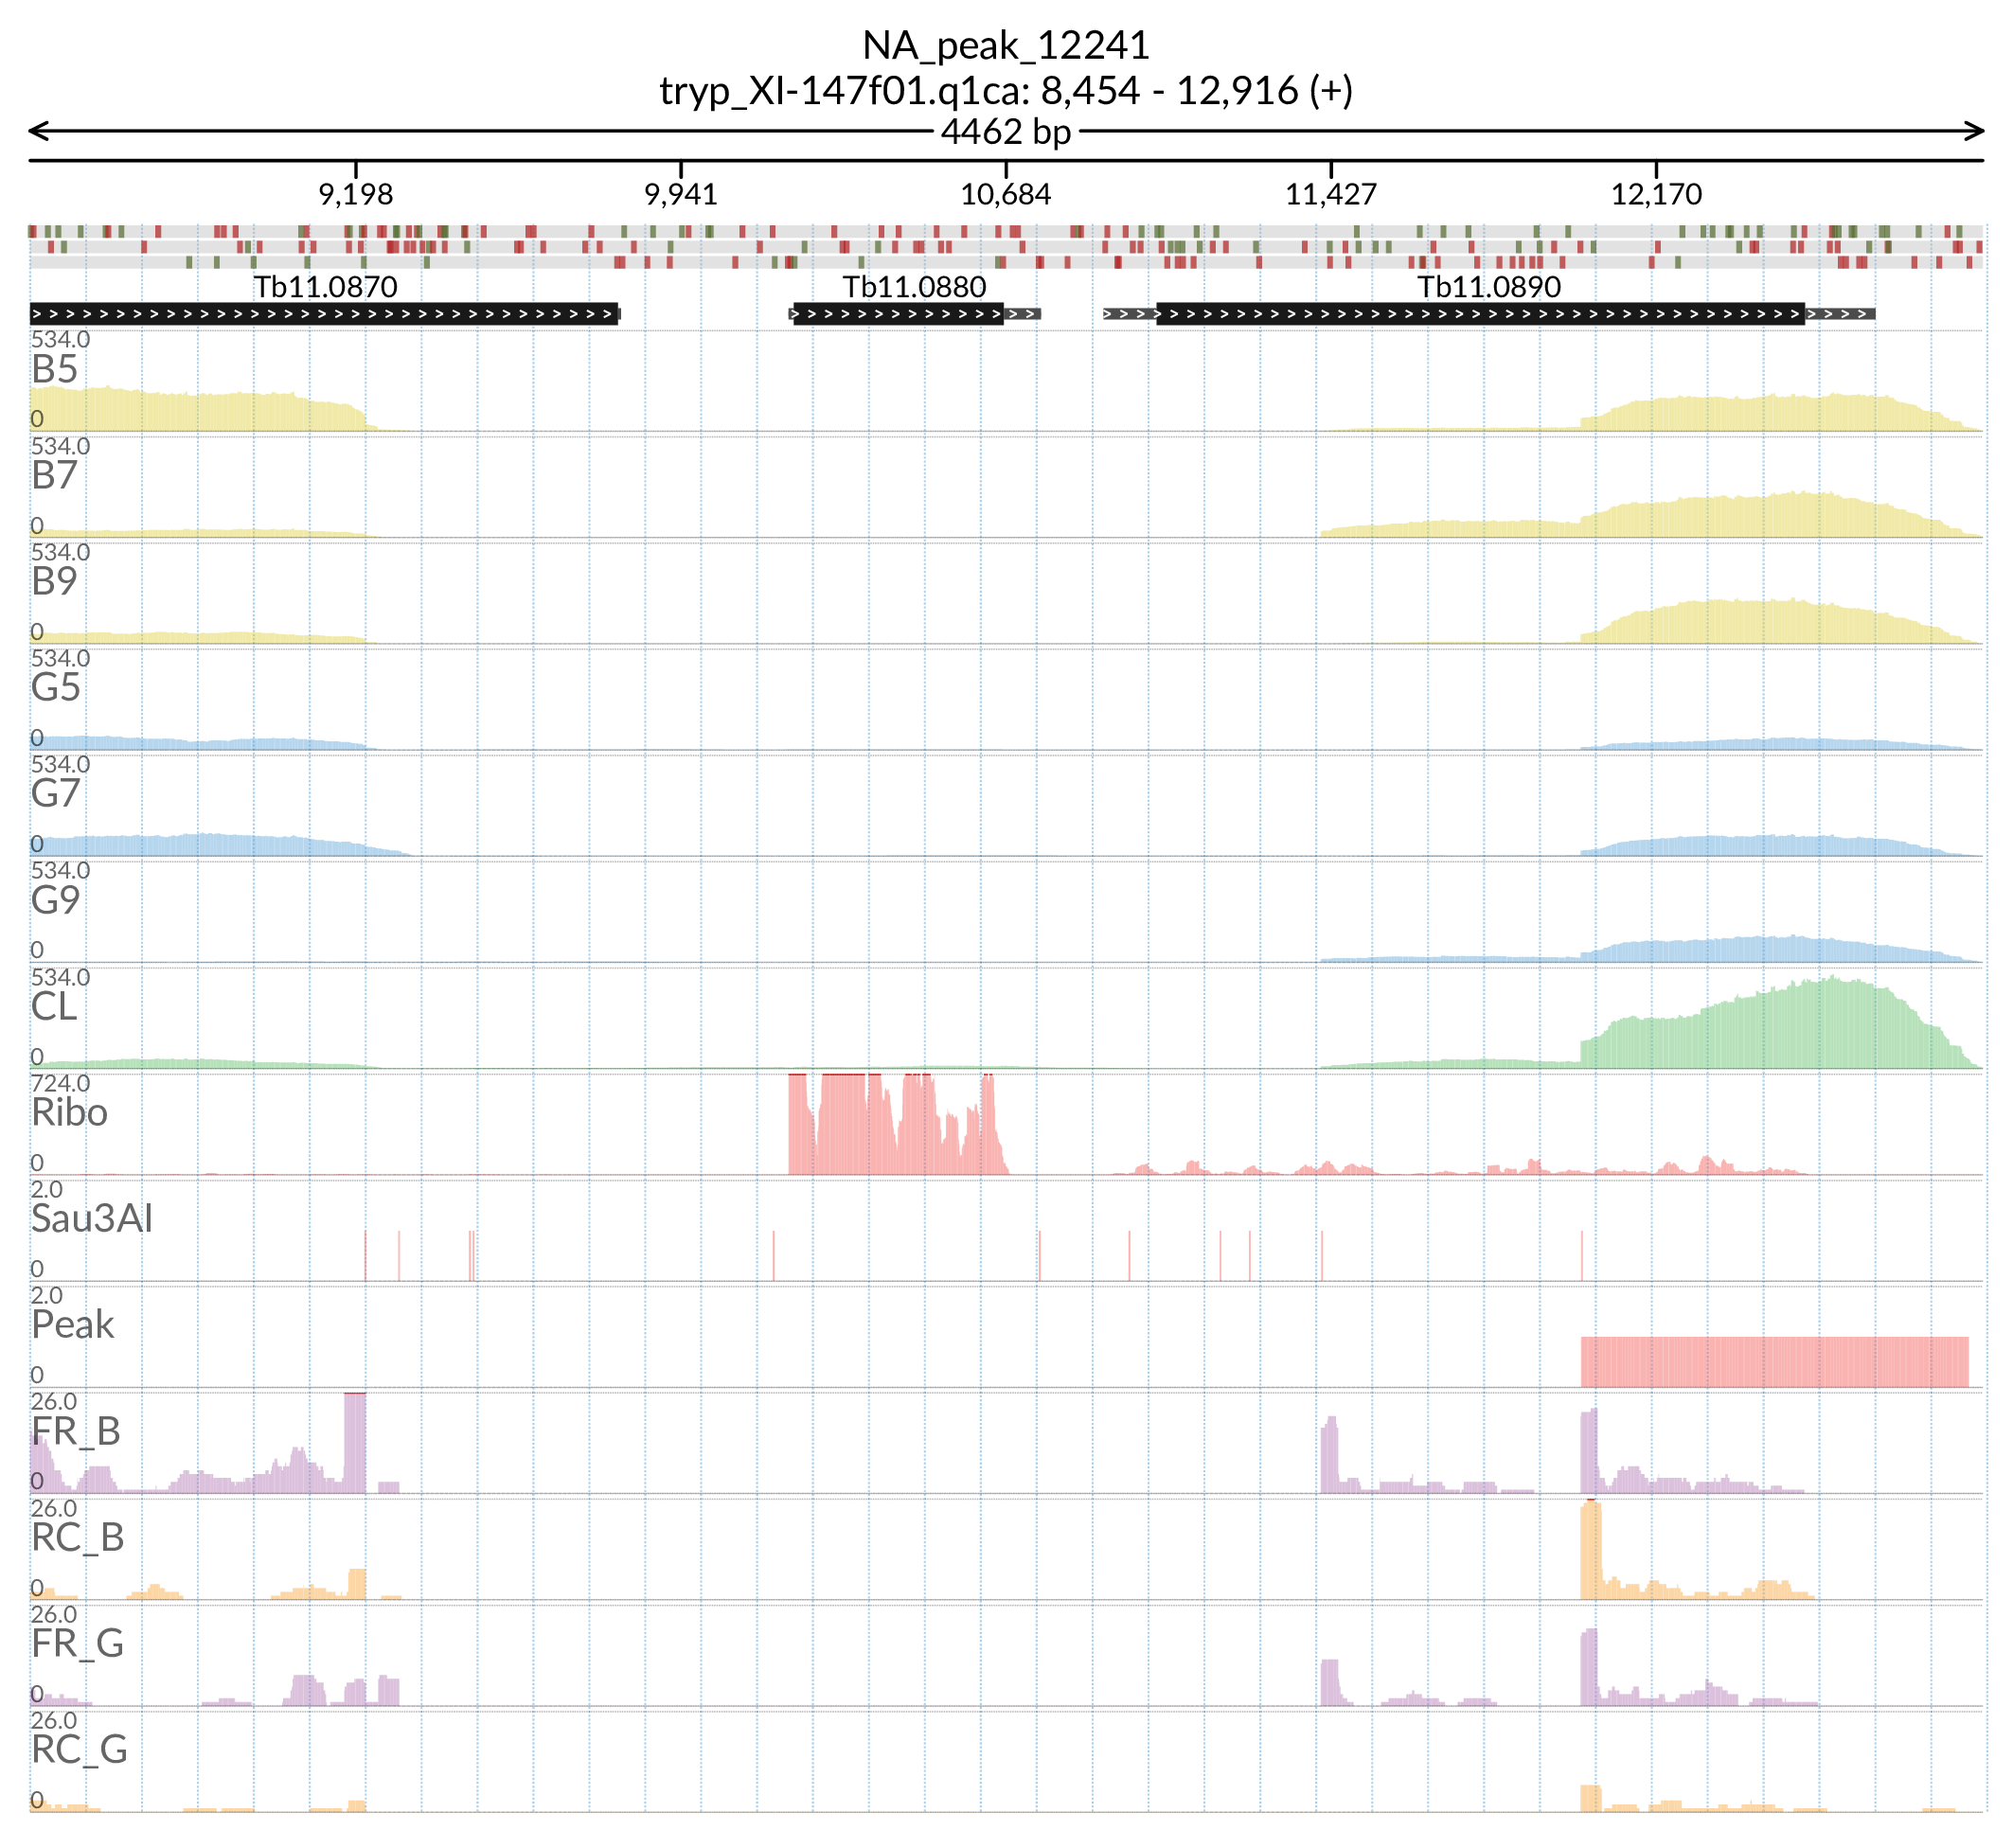 NA_peak_12241
tryp_XI-147f01.q1ca: 8,454 - 12,916 (+)
4462 bp
9,198 9,941 10,684 11,427 12,170
Tb11.0870 Tb11.0880 Tb11.0890
534.0
B5
0
534.0
B7
0
534.0
B9
0
534.0
G5
0
534.0
G7
0
534.0
G9
0
534.0
CL
0
724.0
Ribo
0
2.0
Sau3AI
0
2.0
Peak
0
26.0
FR_B
0
26.0
RC_B
0
26.0
FR_G
0
26.0
RC_G
0